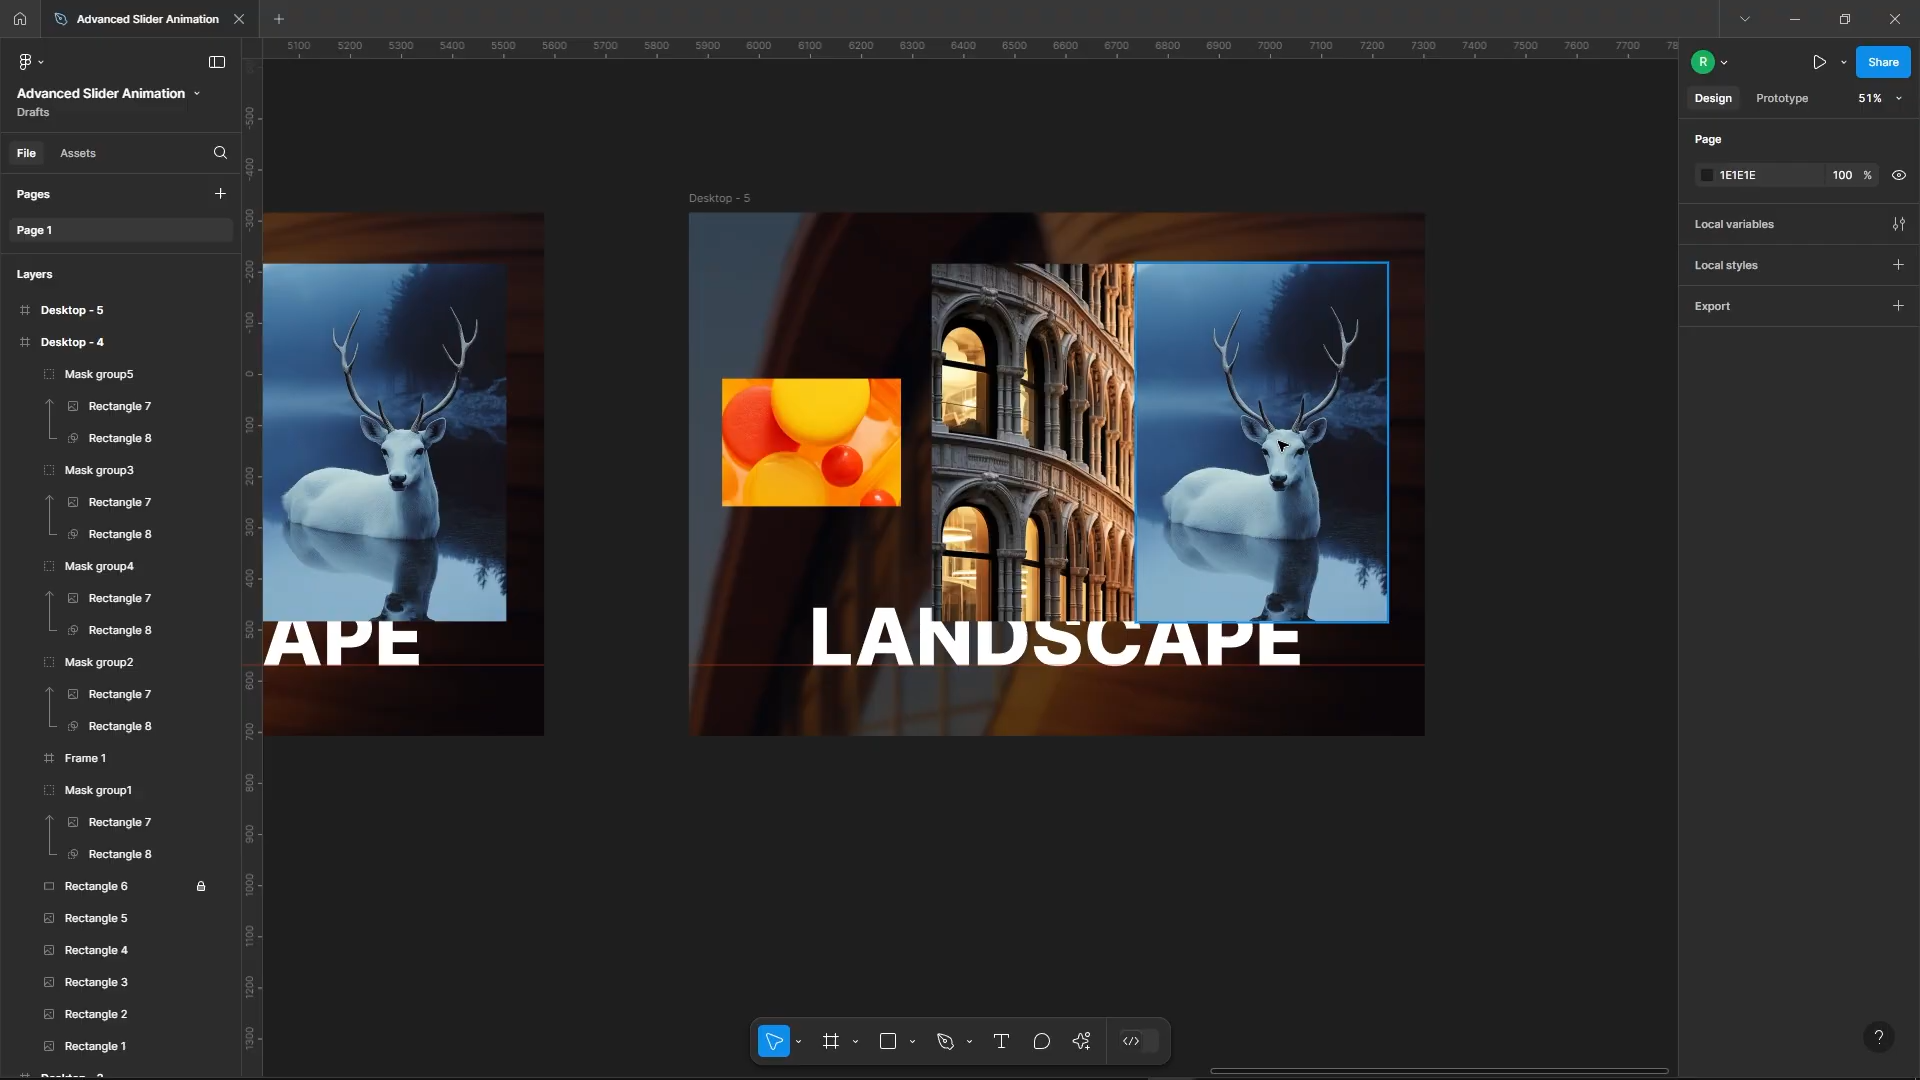 Advanced Slider Animation
5100 5200 5300 5400 5500 5600 5700 5800 5900 6000 6100 6200 6300 6400 6500 6600 6700 6800 6900 7000 7100 7200 7300 7400 7500 7600 7700
R
Share
Advanced Slider Animation
Drafts
Design Prototype 51%
File Assets
Page
Pages
1E1E1E 100 %
Page 1
Local variables
Layers
Local styles
Export
Desktop - 5
Desktop - 4
Mask group5
Rectangle 7
Rectangle 8
Mask group3
Rectangle 7
Rectangle 8
Mask group4
Rectangle 7
Rectangle 8
Mask group2
Rectangle 7
Rectangle 8
Frame 1
Mask group1
Rectangle 7
Rectangle 8
Rectangle 6
Rectangle 5
Rectangle 4
Rectangle 3
Rectangle 2
Rectangle 1
-500
-400
-300
-200
-100
0
100
200
300
400
500
600
700
800
900
1000
1100
1200
1300
Desktop - 5
APE
LANDSCAPE
?